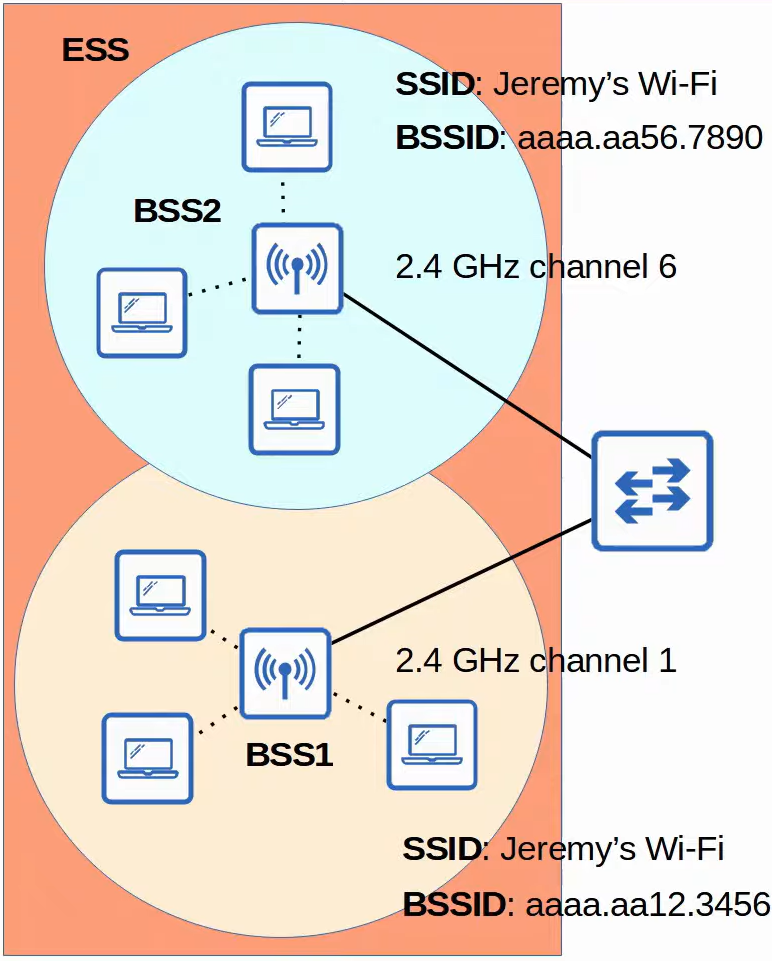 ESS
SSID: Jeremy’s Wi-Fi
BSSID: aaaa.aa56.7890
BSS2
2.4 GHz channel 6
2.4 GHz channel 1
BSS1
SSID: Jeremy’s Wi-Fi
BSSID: aaaa.aa12.3456